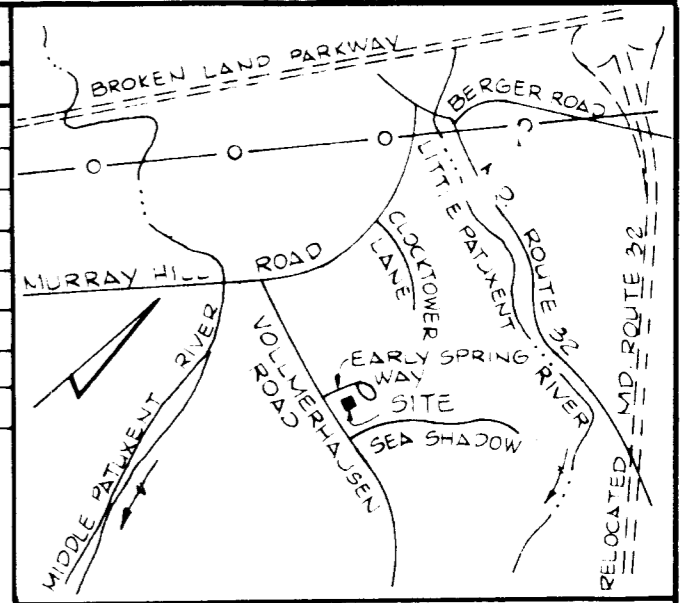 BROKEN LAND PARKWAY
BERGER ROAD
LITTLE PATUXENT
RIVER
ROUTE 32
MD. ROUTE 32
RELOCATED
CLOCKTOWER
LANE
MURRAY HILL ROAD
MIDDLE PATUXENT RIVER
VOLLMERHAUSEN
ROAD
EARLY SPRING
WAY
SITE
SEA SHADOW